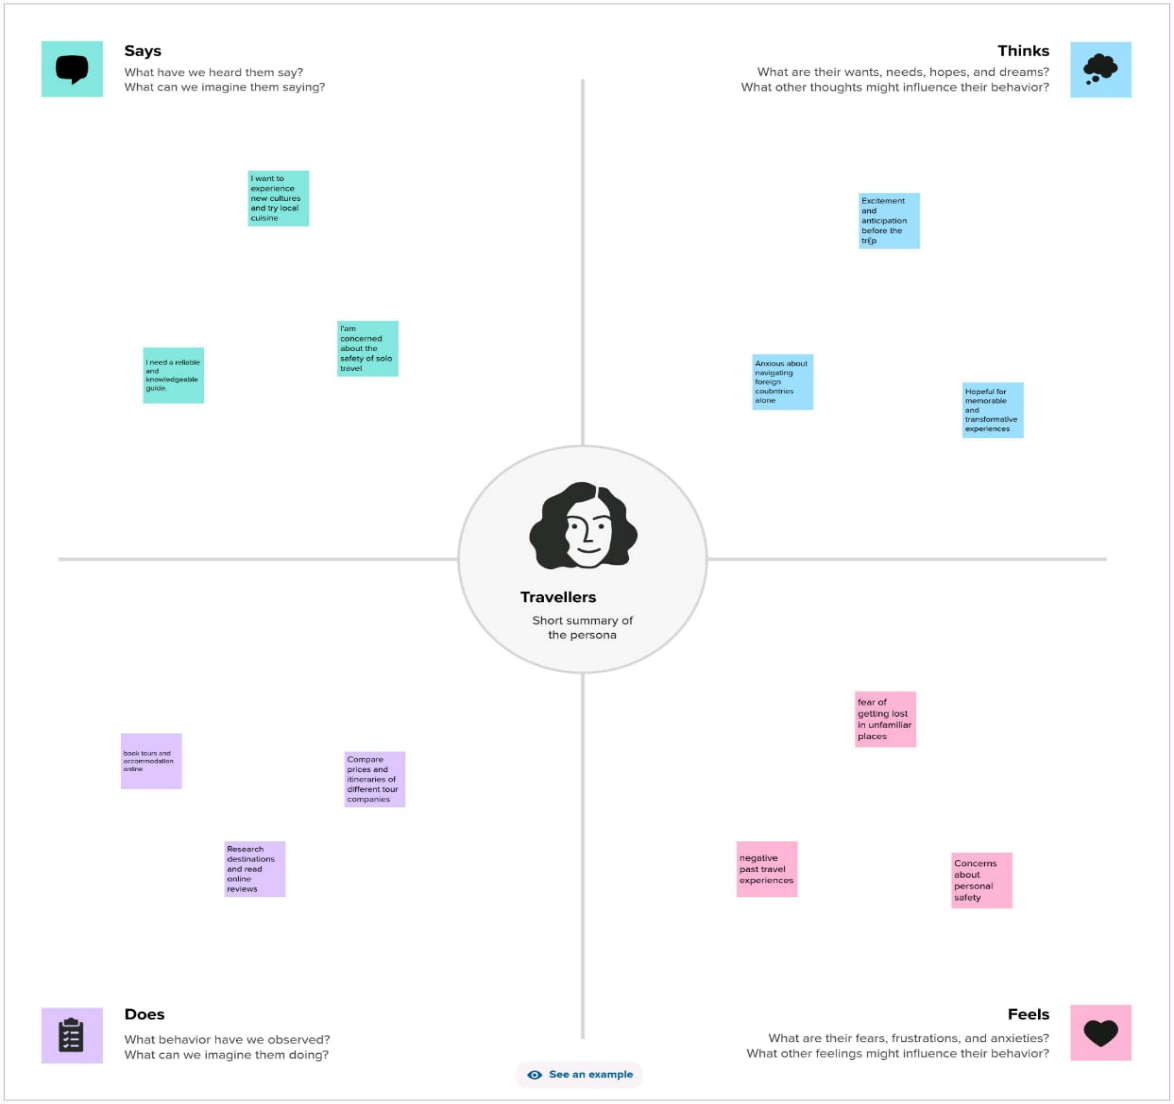 Says
What have we heard them say?
What can we imagine them saying?
Thinks
What are their wants, needs, hopes, and dreams?
What other thoughts might influence their behavior?
I want to
experience
new cultures
and try local
cuisine
I'am
concerned
about the
safety of solo
travel
I need a reliable
and
knowledgeable
guide.
Excitement
and
anticipation
before the
Anxious about
navigating
foreign
coubntries
alone
Hopeful for
memorable
and
transformative
experiences
Travellers
Short summary of
the persona
book tours and
accommodation
online
Compare
prices and
itineraries of
different tour
companies
Research
destinations
and read
online
reviews
fear of
getting lost
in unfamiliar
places
negative
past travel
experiences
Concerns
about
personal
safety
Does
What behavior have we observed?
What can we imagine them doing?
Feels
What are their fears, frustrations, and anxieties?
What other feelings might influence their behavior?
See an example